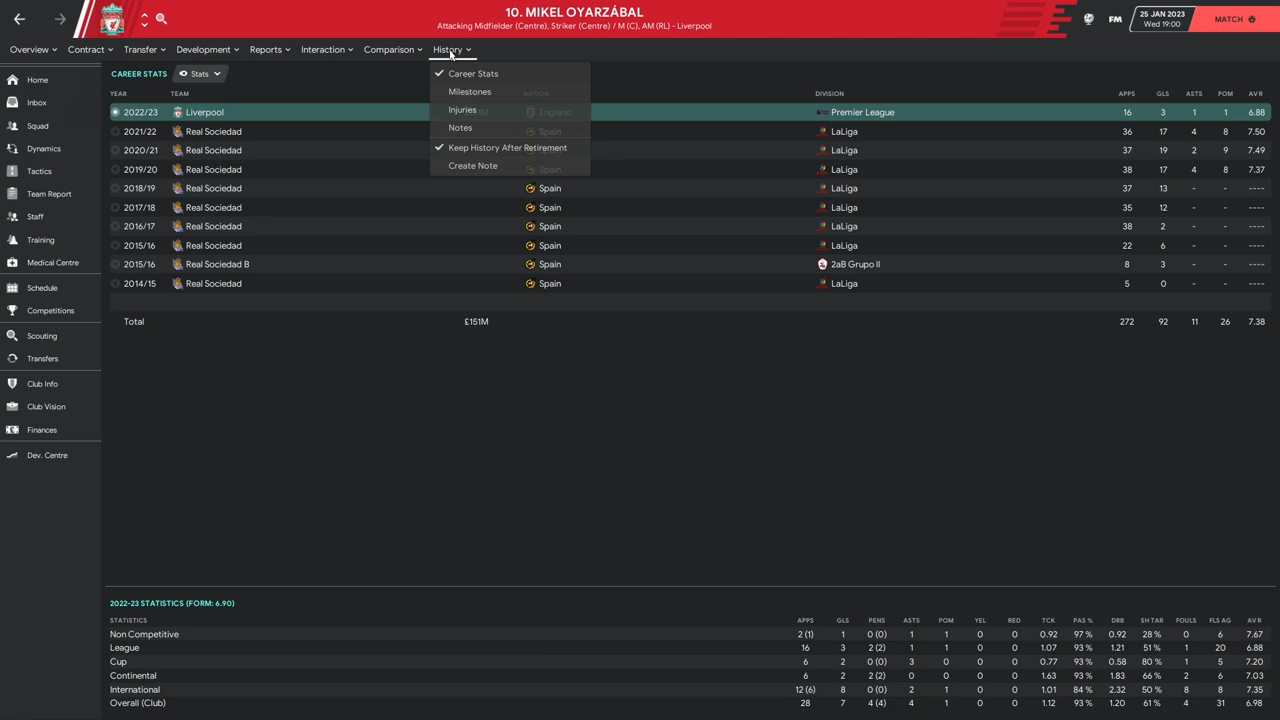 10. MIKEL OYARZÁBAL
Attacking Midfielder (Centre), Striker (Centre) / M (C), AM (RL) - Liverpool
FM
25 JAN 2023
Wed 19:00
MATCH
Overview Contract Transfer Development Reports Interaction Comparison History
Home
Inbox
Squad
Dynamics
Tactics
Team Report
Staff
Training
Medical Centre
Schedule
Competitions
Scouting
Transfers
Club Info
Club Vision
Finances
Dev. Centre
CAREER STATS Stats
Career Stats
Milestones
Injuries
Notes
Keep History After Retirement
Create Note
YEAR TEAM NATION DIVISION APPS GLS ASTS POM AV R
2022/23 Liverpool England Premier League 16 3 1 1 6.88
2021/22 Real Sociedad Spain LaLiga 36 17 4 8 7.50
2020/21 Real Sociedad LaLiga 37 19 2 9 7.49
2019/20 Real Sociedad Spain LaLiga 38 17 4 8 7.37
2018/19 Real Sociedad Spain LaLiga 37 13 - - ----
2017/18 Real Sociedad Spain LaLiga 35 12 - - ----
2016/17 Real Sociedad Spain LaLiga 38 2 - - ----
2015/16 Real Sociedad Spain LaLiga 22 6 - - ----
2015/16 Real Sociedad B Spain 2aB Grupo II 8 3 - - ----
2014/15 Real Sociedad Spain LaLiga 5 0 - - ----
Total £151M 272 92 11 26 7.38
2022-23 STATISTICS (FORM: 6.90)
STATISTICS APPS GLS PENS ASTS POM YEL RED TCK PAS % DRB SH TAR FOULS FLS AG AV R
Non Competitive 2 (1) 1 0 (0) 1 1 0 0 0.92 97 % 0.92 28 % 0 6 7.67
League 16 3 2 (2) 1 1 0 0 1.07 93 % 1.21 51 % 1 20 6.88
Cup 6 2 0 (0) 3 0 0 0 0.77 93 % 0.58 80 % 1 5 7.20
Continental 6 2 2 (2) 0 0 0 0 1.63 93 % 1.83 66 % 2 6 7.03
International 12 (6) 8 0 (0) 2 1 0 0 1.01 84 % 2.32 50 % 8 8 7.35
Overall (Club) 28 7 4 (4) 4 1 0 0 1.12 93 % 1.20 61 % 4 31 6.98